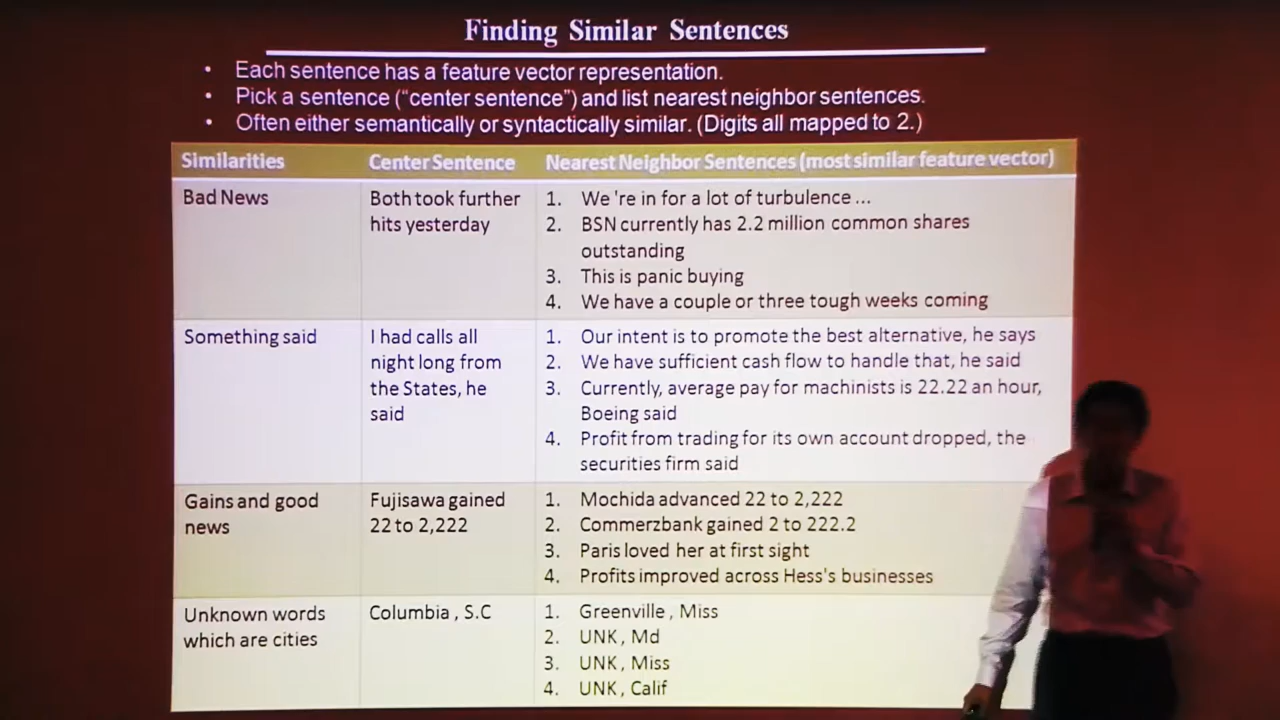 Finding Similar Sentences
• Each sentence has a feature vector representation.
• Pick a sentence ("center sentence") and list nearest neighbor sentences.
• Often either semantically or syntactically similar. (Digits all mapped to 2.)
Similarities
Center Sentence
Nearest Neighbor Sentences (most similar feature vector)
Bad News
Both took further
hits yesterday
1. We 're in for a lot of turbulence ...
2. BSN currently has 2.2 million common shares
outstanding
3. This is panic buying
4. We have a couple or three tough weeks coming
Something said
I had calls all
night long from
the States, he
said
1. Our intent is to promote the best alternative, he says
2. We have sufficient cash flow to handle that, he said
3. Currently, average pay for machinists is 22.22 an hour,
Boeing said
4. Profit from trading for its own account dropped, the
securities firm said
Gains and good
news
Fujisawa gained
22 to 2,222
1. Mochida advanced 22 to 2,222
2. Commerzbank gained 2 to 222.2
3. Paris loved her at first sight
4. Profits improved across Hess's businesses
Unknown words
which are cities
Columbia , S.C
1. Greenville , Miss
2. UNK , Md
3. UNK , Miss
4. UNK , Calif